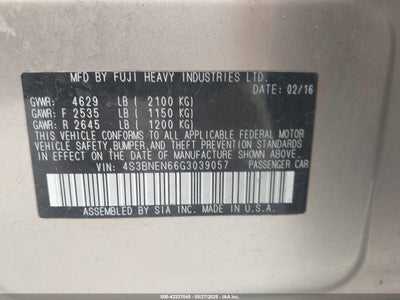 MFD BY FUJI HEAVY INDUSTRIES LTD.
DATE: 02/16
GVWR: 4629 LB ( 2100 KG)
GAWR: F 2535 LB ( 1150 KG)
GAWR: R 2645 LB ( 1200 KG)
THIS VEHICLE CONFORMS TO ALL APPLICABLE FEDERAL MOTOR
VEHICLE SAFETY, BUMPER, AND THEFT PREVENTION STANDARDS
IN EFFECT ON THE DATE OF MANUFACTURE SHOWN ABOVE.
VIN: 4S3BNEN66G3039057 PASSENGER CAR
ASSEMBLED BY SIA INC. MADE IN U.S.A.